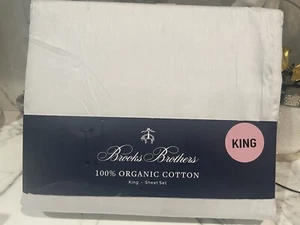 KING
Brooks Brothers
100% ORGANIC COTTON
King - Sheet Set